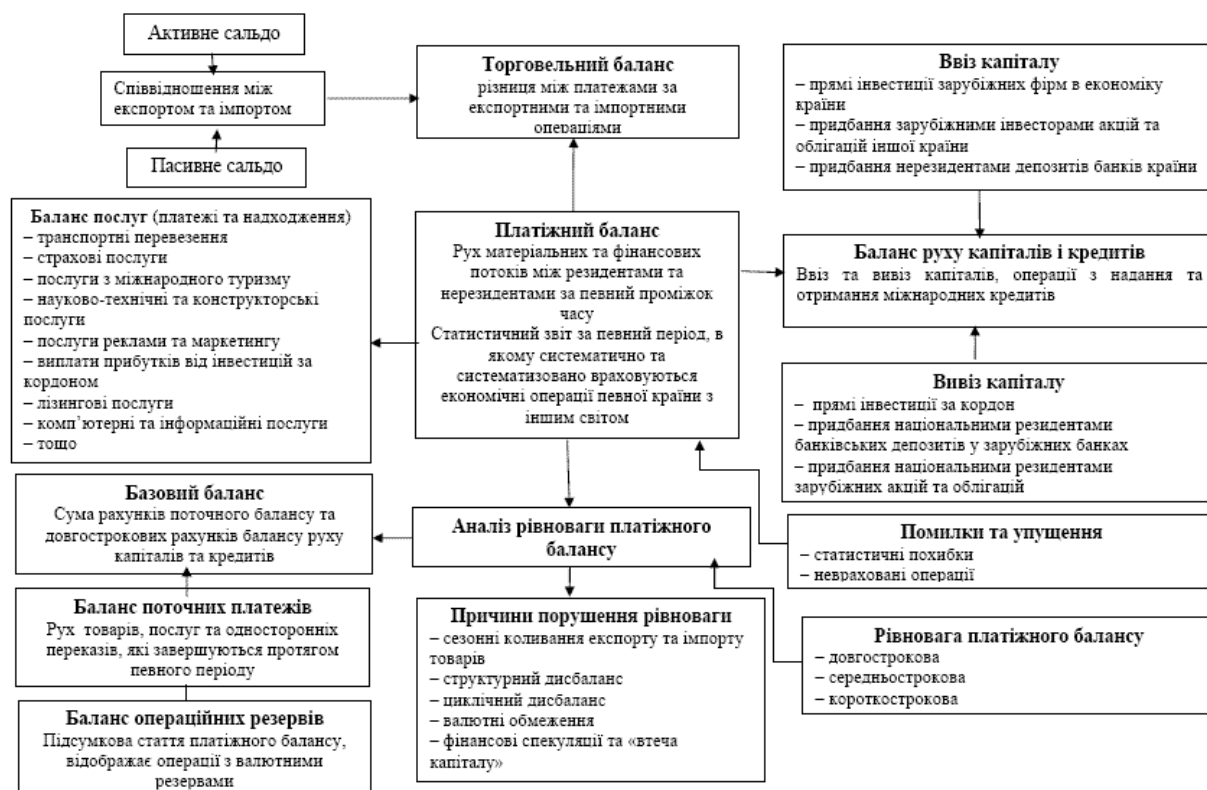 Активне сальдо
Співвідношення між
експортом та імпортом
Пасивне сальдо
Торговельний баланс
різниця між платежами за
експортними та імпортними
операціями
Ввіз капіталу
– прямі інвестиції зарубіжних фірм в економіку
країни
– придбання зарубіжними інвесторами акцій та
облігацій іншої країни
– придбання нерезидентами депозитів банків країни
Баланс послуг (платежі та надходження)
– транспортні перевезення
– страхові послуги
– послуги з міжнародного туризму
– науково-технічні та конструкторські
послуги
– послуги реклами та маркетингу
– виплати прибутків від інвестицій за
кордоном
– лізингові послуги
– комп’ютерні та інформаційні послуги
– тощо
Платіжний баланс
Рух матеріальних та фінансових
потоків між резидентами та
нерезидентами за певний проміжок
часу
Статистичний звіт за певний період, в
якому систематично та
систематизовано враховуються
економічні операції певної країни з
іншим світом
Баланс руху капіталів і кредитів
Ввіз та вивіз капіталів, операції з надання та
отримання міжнародних кредитів
Вивіз капіталу
– прямі інвестиції за кордон
– придбання національними резидентами
банківських депозитів у зарубіжних банках
– придбання національними резидентами
зарубіжних акцій та облігацій
Базовий баланс
Сума рахунків поточного балансу та
довгострокових рахунків балансу руху
капіталів та кредитів
Аналіз рівноваги платіжного
балансу
Помилки та упущення
– статистичні похибки
– невраховані операції
Баланс поточних платежів
Рух товарів, послуг та односторонніх
переказів, які завершуються протягом
певного періоду
Причини порушення рівноваги
– сезонні коливання експорту та імпорту
товарів
– структурний дисбаланс
– циклічний дисбаланс
– валютні обмеження
– фінансові спекуляції та «втеча
капіталу»
Рівновага платіжного балансу
– довгострокова
– середньострокова
– короткострокова
Баланс операційних резервів
Підсумкова стаття платіжного балансу,
відображає операції з валютними
резервами